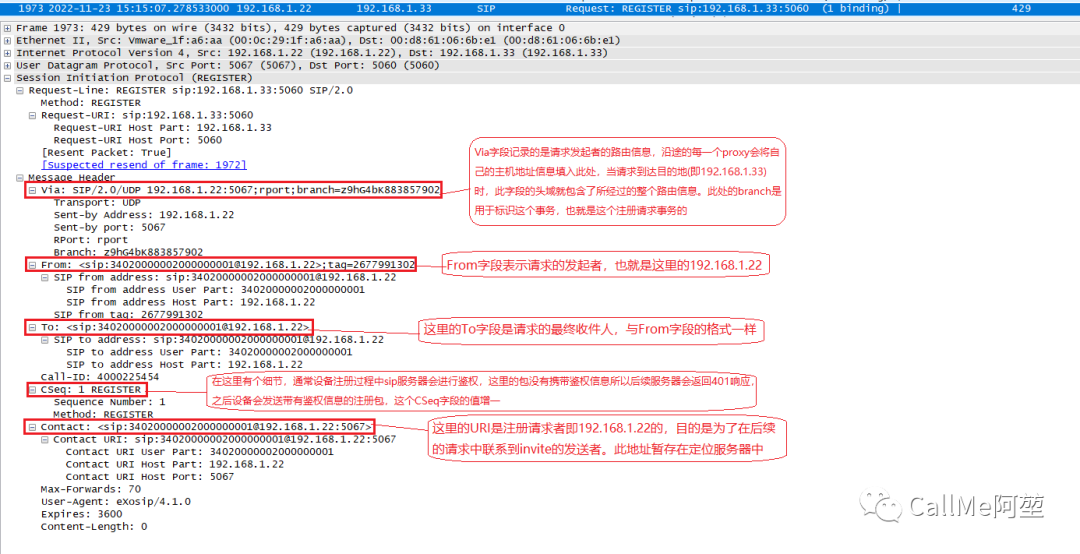 1973 2022-11-23 15:15:07.278533000 192.168.1.22 192.168.1.33 SIP Request: REGISTER sip:192.168.1.33:5060 (1 binding) | 429
Frame 1973: 429 bytes on wire (3432 bits), 429 bytes captured (3432 bits) on interface 0
Ethernet II, Src: Vmware_1f:a6:aa (00:0c:29:1f:a6:aa), Dst: 00:d8:61:06:6b:e1 (00:d8:61:06:6b:e1)
Internet Protocol Version 4, Src: 192.168.1.22 (192.168.1.22), Dst: 192.168.1.33 (192.168.1.33)
User Datagram Protocol, Src Port: 5067 (5067), Dst Port: 5060 (5060)
Session Initiation Protocol (REGISTER)
Request-Line: REGISTER sip:192.168.1.33:5060 SIP/2.0
Method: REGISTER
Request-URI: sip:192.168.1.33:5060
Request-URI Host Part: 192.168.1.33
Request-URI Host Port: 5060
[Resent Packet: True]
[Suspected resend of frame: 1972]
Message Header
Via: SIP/2.0/UDP 192.168.1.22:5067;rport;branch=z9hG4bK883857902
Transport: UDP
Sent-by Address: 192.168.1.22
Sent-by port: 5067
RPort: rport
Branch: z9hG4bK883857902
Via字段记录的是请求发起者的路由信息，沿途的每一个proxy会将自
己的主机地址信息填入此处，当请求到达目的地(即192.168.1.33)
时，此字段的头域就包含了所经过的整个路由信息。此处的branch是
用于标识这个事务，也就是这个注册请求事务的
From: <sip:34020000002000000001@192.168.1.22>;tag=2677991302
From字段表示请求的发起者，也就是这里的192.168.1.22
SIP from address: sip:34020000002000000001@192.168.1.22
SIP from address User Part: 34020000002000000001
SIP from address Host Part: 192.168.1.22
SIP from tag: 2677991302
To: <sip:34020000002000000001@192.168.1.22>
这里的To字段是请求的最终收件人，与From字段的格式一样
SIP to address: sip:34020000002000000001@192.168.1.22
SIP to address User Part: 34020000002000000001
SIP to address Host Part: 192.168.1.22
Call-ID: 4000225454
CSeq: 1 REGISTER
在这里有个细节，通常设备注册过程中sip服务器会进行鉴权，这里的包没有携带鉴权信息所以后续服务器会返回401响应，
之后设备会发送带有鉴权信息的注册包，这个CSeq字段的值增一
Sequence Number: 1
Method: REGISTER
Contact: <sip:34020000002000000001@192.168.1.22:5067>
这里的URI是注册请求者即192.168.1.22的，目的是为了在后续
的请求中联系到invite的发送者。此地址暂存在定位服务器中
Contact URI: sip:34020000002000000001@192.168.1.22:5067
Contact URI User Part: 34020000002000000001
Contact URI Host Part: 192.168.1.22
Contact URI Host Port: 5067
Max-Forwards: 70
User-Agent: eXosip/4.1.0
Expires: 3600
Content-Length: 0
CallMe阿堃